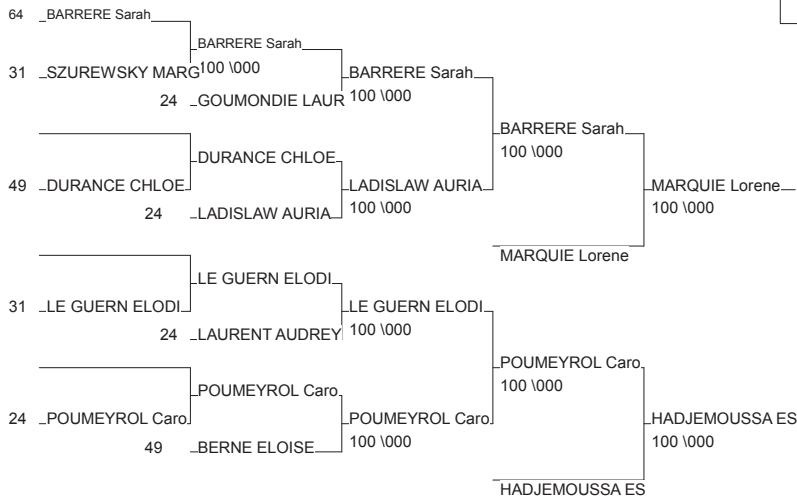 64 BARRERE Sarah
BARRERE Sarah
31 SZUREWSKY MARG 100 \000 BARRERE Sarah
24 GOUMONDIE LAUR 100 \000
BARRERE Sarah
100 \000
DURANCE CHLOE
49 DURANCE CHLOE LADISLAW AURIA MARQUIE Lorene
24 LADISLAW AURIA 100 \000 100 \000
MARQUIE Lorene
LE GUERN ELODI
31 LE GUERN ELODI LE GUERN ELODI
24 LAURENT AUDREY 100 \000
POUMEYROL Caro
100 \000
POUMEYROL Caro
24 POUMEYROL Caro POUMEYROL Caro HADJEMOUSSA ES
49 BERNE ELOISE 100 \000 100 \000
HADJEMOUSSA ES